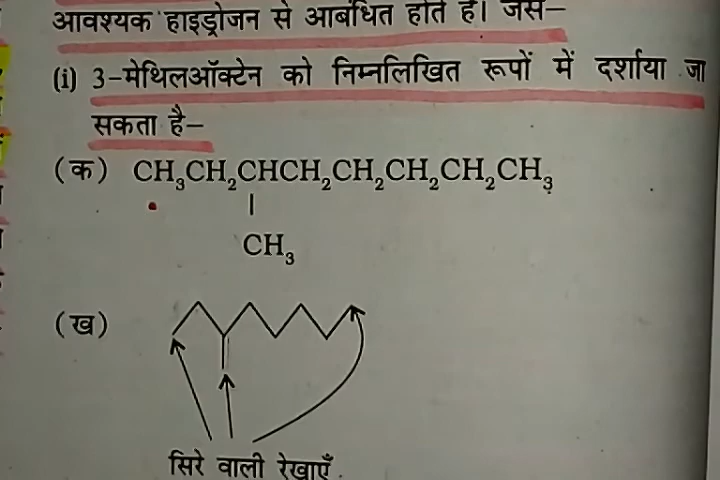 आवश्यक हाइड्रोजन से आबंधित होते हैं। जैसे–
(i) 3–मेथिलऑक्टेन को निम्नलिखित रूपों में दर्शाया जा
सकता है–
(क) CH₃CH₂CHCH₂CH₂CH₂CH₂CH₃
|
CH₃
(ख)
सिरे वाली रेखाएँ